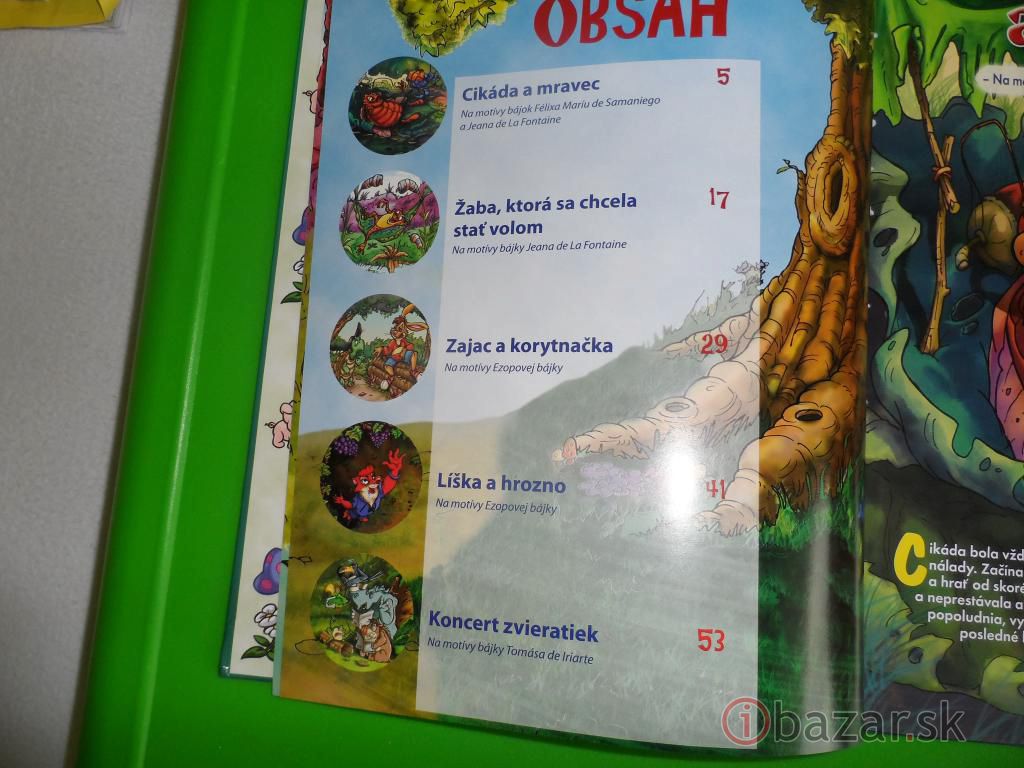 OBSAH
Cikáda a mravec
5
Na motívy bájok Félixa Maríu de Samaniego
a Jeana de La Fontaine
Žaba, ktorá sa chcela
stať volom
17
Na motívy bájky Jeana de La Fontaine
Zajac a korytnačka
29
Na motívy Ezopovej bájky
Líška a hrozno
41
Na motívy Ezopovej bájky
Koncert zvieratiek
53
Na motívy bájky Tomása de Iriarte
– Na mo
Cikáda bola vžd
nálady. Začína
a hrať od skoré
a neprestávala a
popoludnia, vy
posledné l
ibazar.sk